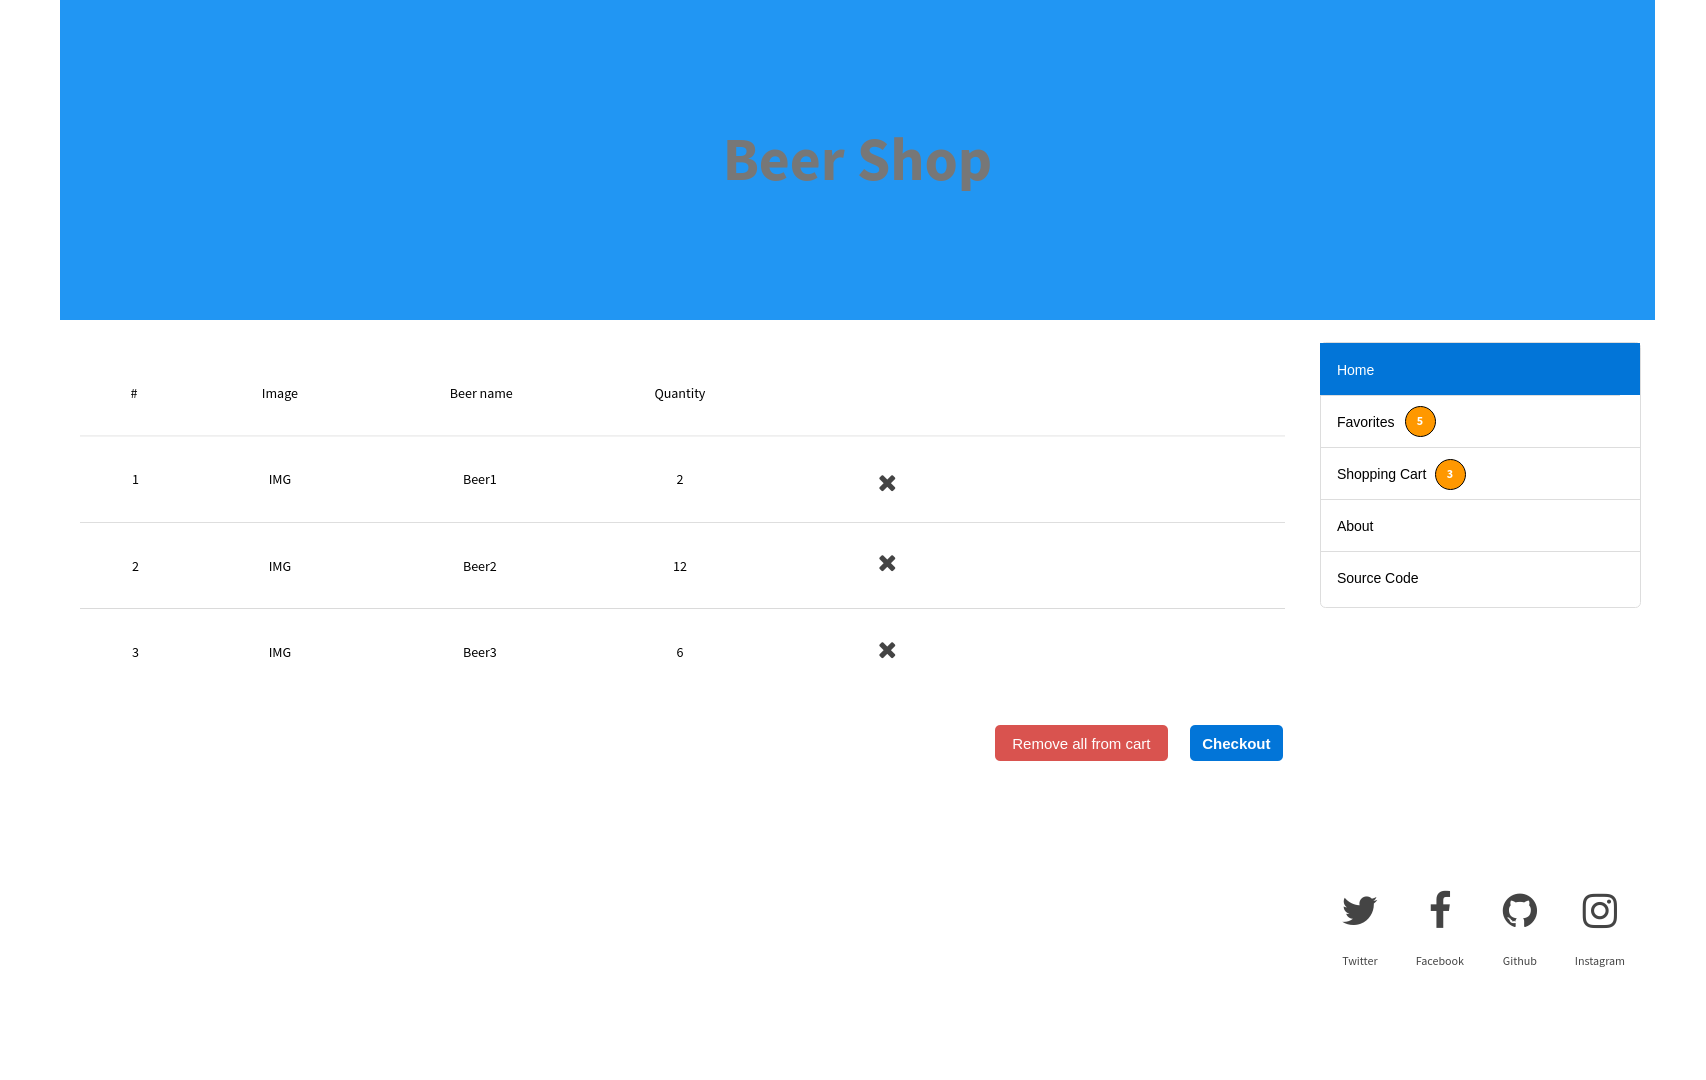 Beer Shop
# Image Beer name Quantity
1 IMG Beer1 2
2 IMG Beer2 12
3 IMG Beer3 6
Remove all from cart Checkout
Home
Favorites 5
Shopping Cart 3
About
Source Code
Twitter Facebook Github Instagram